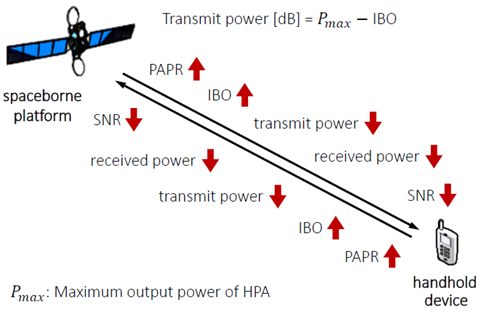 Transmit power [dB] = P_max − IBO
PAPR
IBO
spaceborne
platform
SNR
transmit power
received power
received power
transmit power
SNR
IBO
PAPR
handhold
device
P_max: Maximum output power of HPA